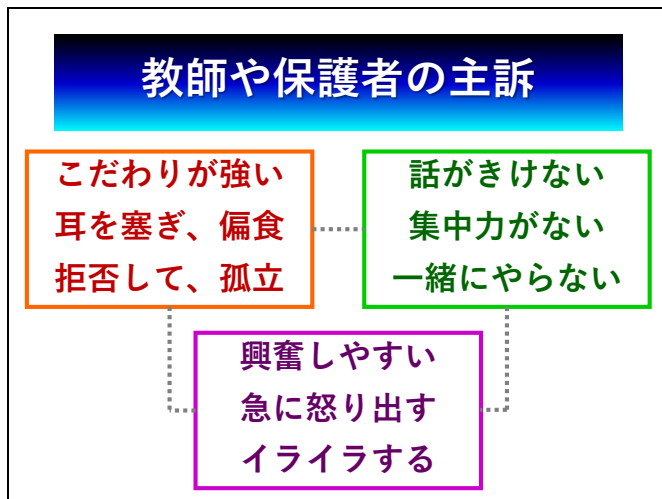 教師や保護者の主訴
こだわりが強い
耳を塞ぎ、偏食
拒否して、孤立
話がきけない
集中力がない
一緒にやらない
興奮しやすい
急に怒り出す
イライラする